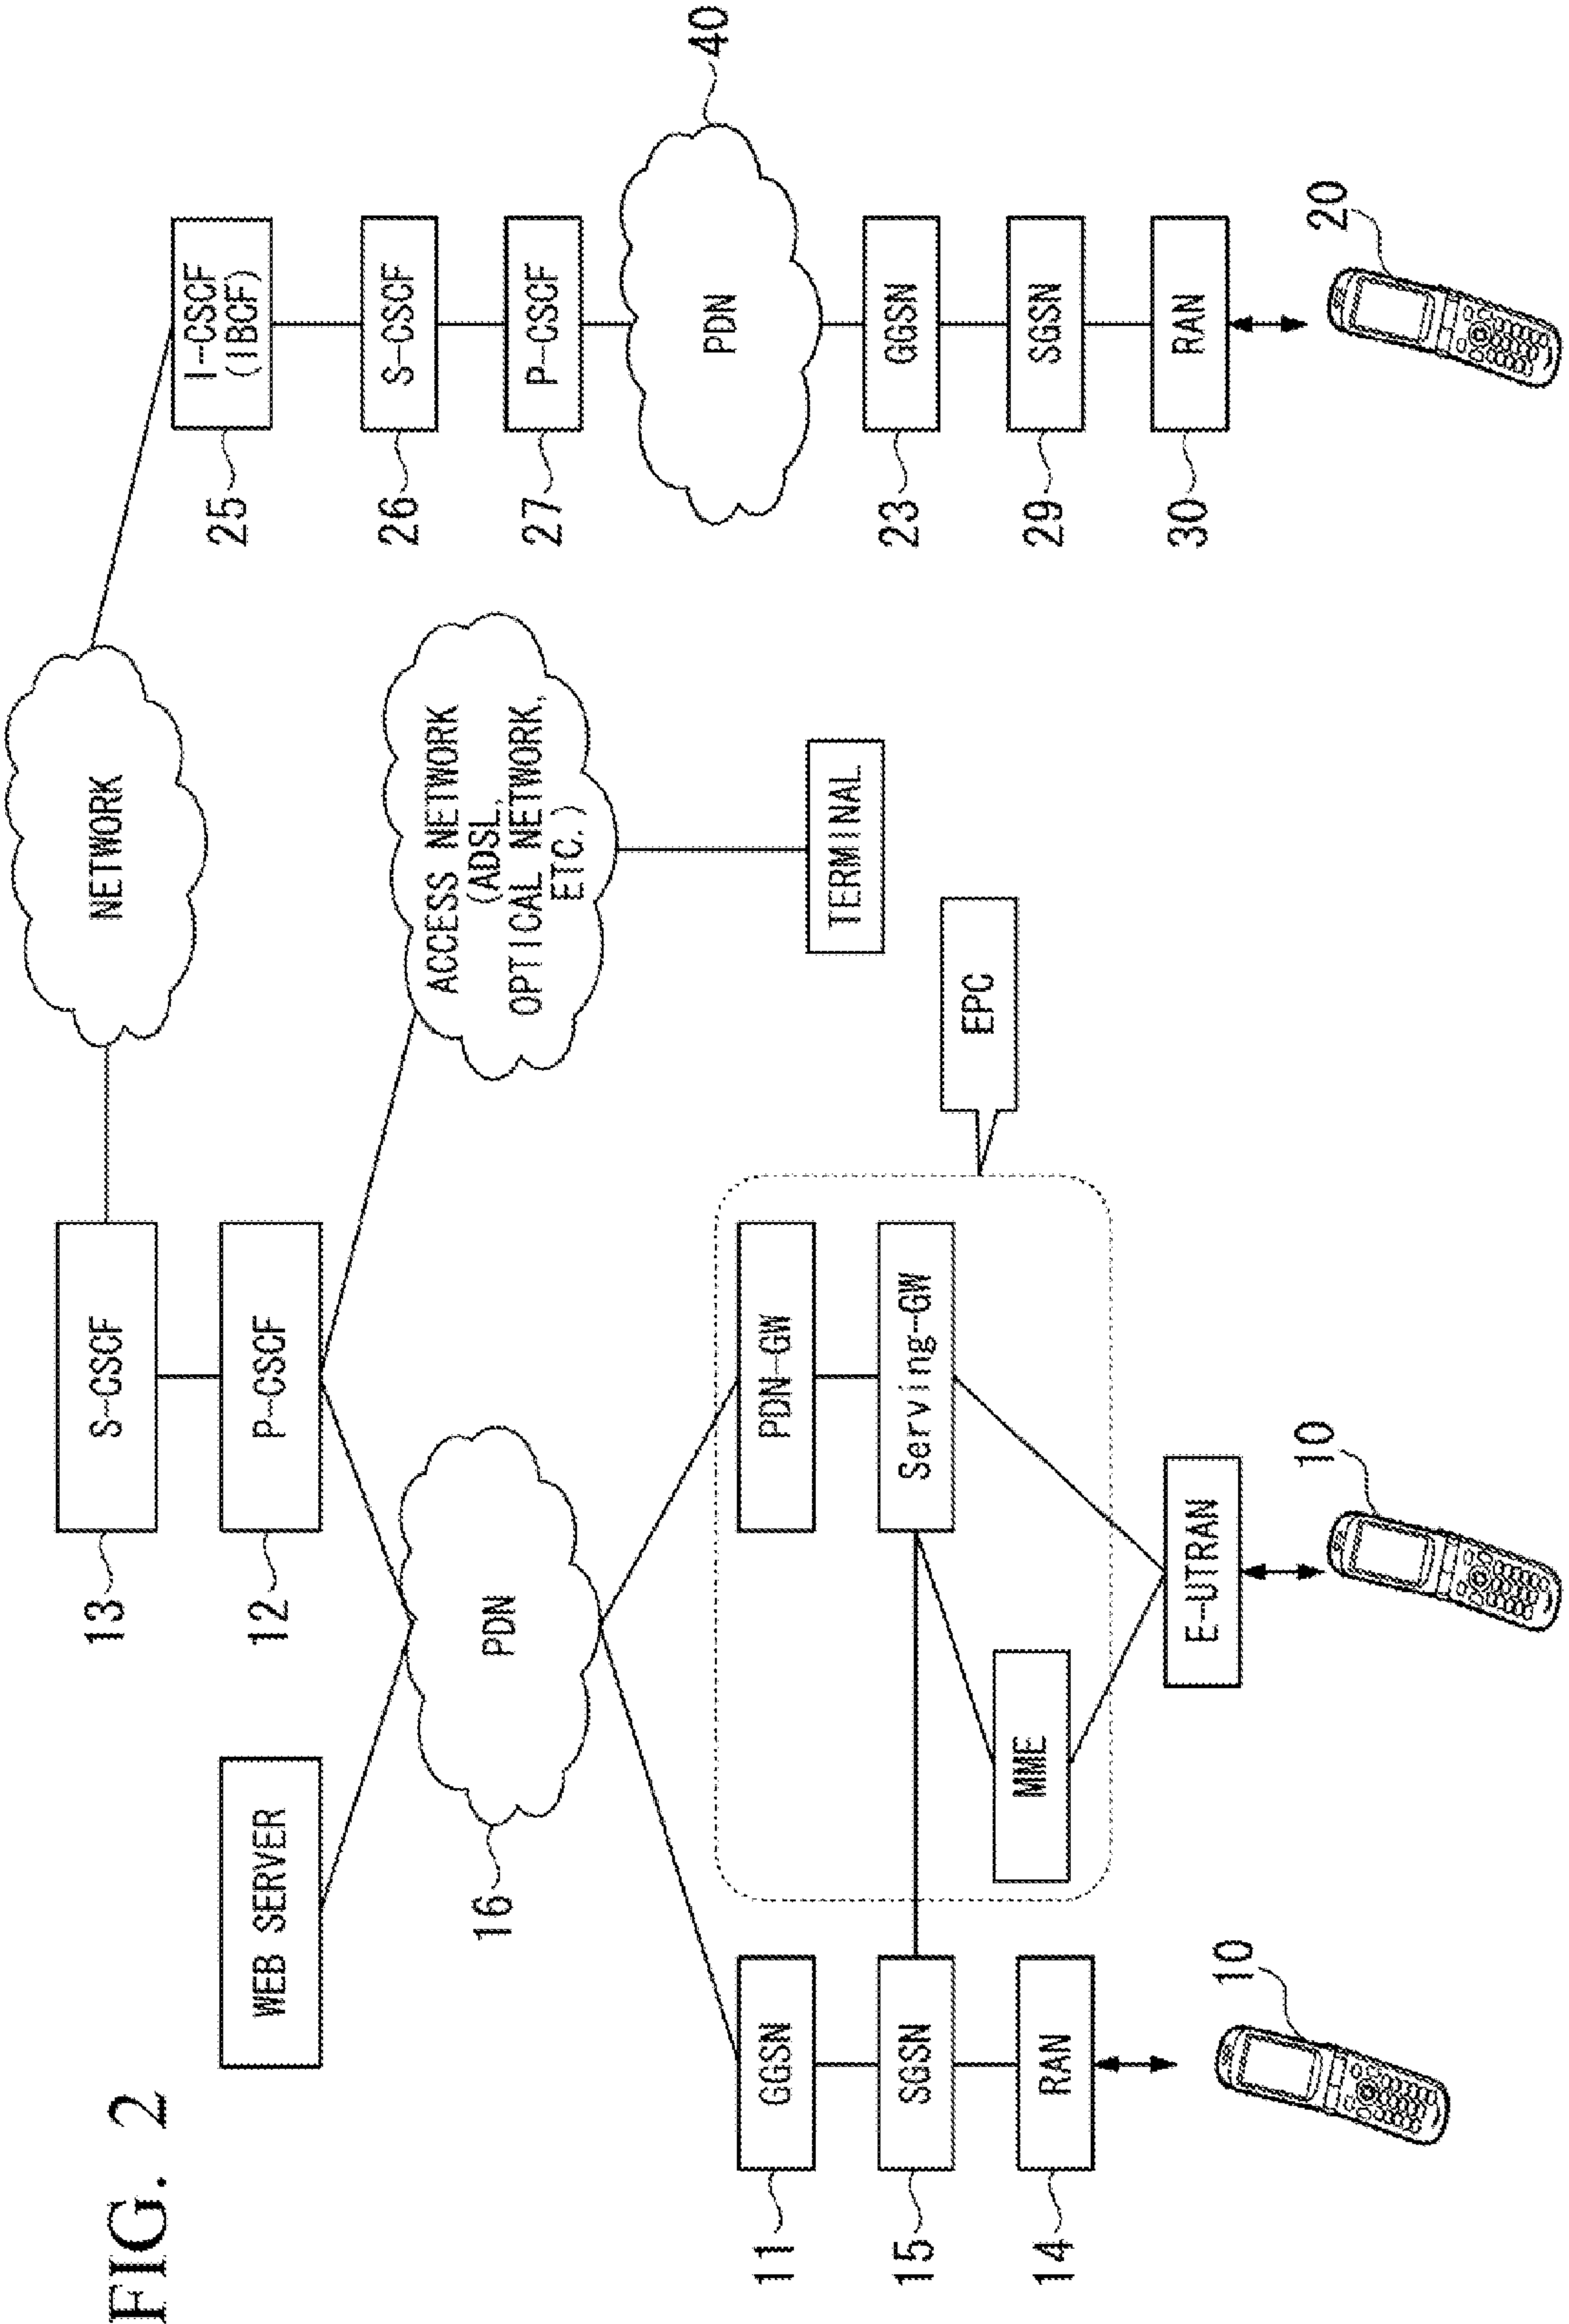 FIG. 2
NETWORK
S-CSCF
13
I-CSCF
(IBCF)
25
WEB SERVER
P-CSCF
12
S-CSCF
26
ACCESS NETWORK
(ADSL,
OPTICAL NETWORK,
ETC.)
PDN
16
P-CSCF
27
PDN
40
TERMINAL
GGSN
11
PDN-GW
EPC
GGSN
23
SGSN
15
Serving-GW
SGSN
29
RAN
14
MME
E-UTRAN
RAN
30
10
10
20